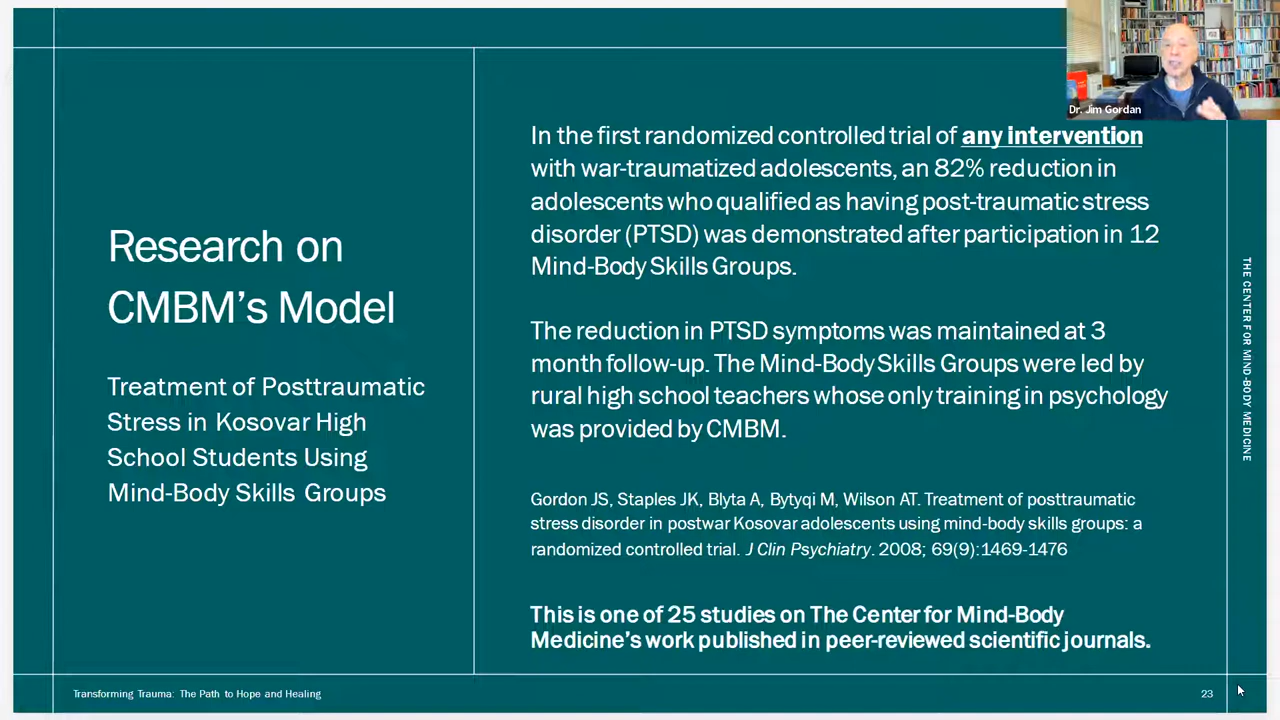 Research on
CMBM's Model
Treatment of Posttraumatic
Stress in Kosovar High
School Students Using
Mind-Body Skills Groups
In the first randomized controlled trial of any intervention
with war-traumatized adolescents, an 82% reduction in
adolescents who qualified as having post-traumatic stress
disorder (PTSD) was demonstrated after participation in 12
Mind-Body Skills Groups.
The reduction in PTSD symptoms was maintained at 3
month follow-up. The Mind-Body Skills Groups were led by
rural high school teachers whose only training in psychology
was provided by CMBM.
Gordon JS, Staples JK, Blyta A, Bytyqi M, Wilson AT. Treatment of posttraumatic
stress disorder in postwar Kosovar adolescents using mind-body skills groups: a
randomized controlled trial. J Clin Psychiatry. 2008; 69(9):1469-1476
This is one of 25 studies on The Center for Mind-Body
Medicine's work published in peer-reviewed scientific journals.
Dr. Jim Gordan
THE CENTER FOR MIND-BODY MEDICINE
Transforming Trauma: The Path to Hope and Healing
23